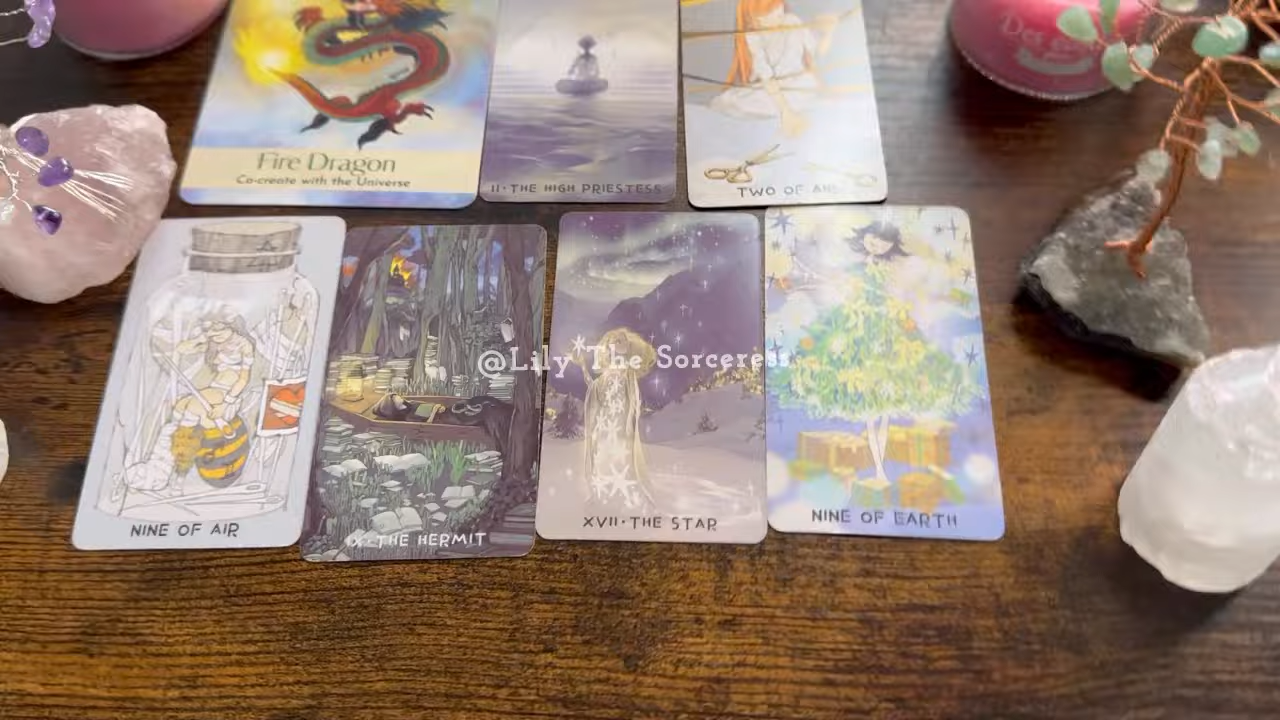 Fire Dragon
Co-create with the Universe
II • THE HIGH PRIESTESS
TWO OF
@Lily The Sorceress
NINE OF AIR
IX • THE HERMIT
XVII • THE STAR
NINE OF EARTH